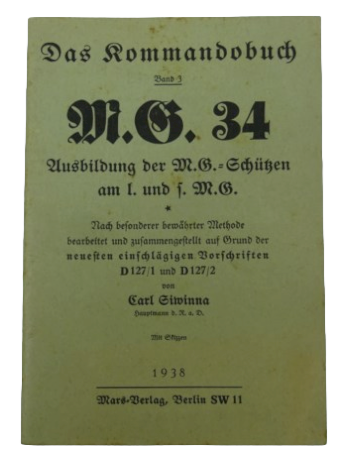 Das Kommandobuch
Band 3
M.G. 34
Ausbildung der M.G.=Schützen
am l. und s. M.G.
*
Nach besonderer bewährter Methode
bearbeitet und zusammengestellt auf Grund der
neuesten einschlägigen Vorschriften
D 127/1 und D 127/2
von
Carl Siwinna
Hauptmann d. R. a. D.
Mit Skizzen
1938
Mars=Verlag, Berlin SW 11